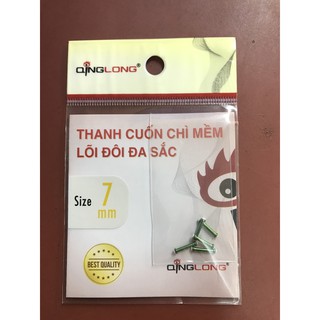 QINGLONG®
THANH CUỐN CHỈ MỀM
LÕI ĐÔI ĐA SẮC
Size 7 mm
BEST QUALITY
QINGLONG®